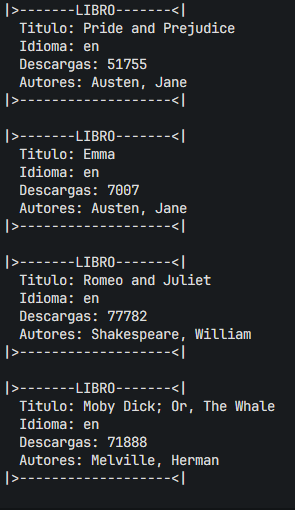 |>-------LIBRO-------<|
  Titulo: Pride and Prejudice
  Idioma: en
  Descargas: 51755
  Autores: Austen, Jane
|>-------------------<|
|>-------LIBRO-------<|
  Titulo: Emma
  Idioma: en
  Descargas: 7007
  Autores: Austen, Jane
|>-------------------<|
|>-------LIBRO-------<|
  Titulo: Romeo and Juliet
  Idioma: en
  Descargas: 77782
  Autores: Shakespeare, William
|>-------------------<|
|>-------LIBRO-------<|
  Titulo: Moby Dick; Or, The Whale
  Idioma: en
  Descargas: 71888
  Autores: Melville, Herman
|>-------------------<|